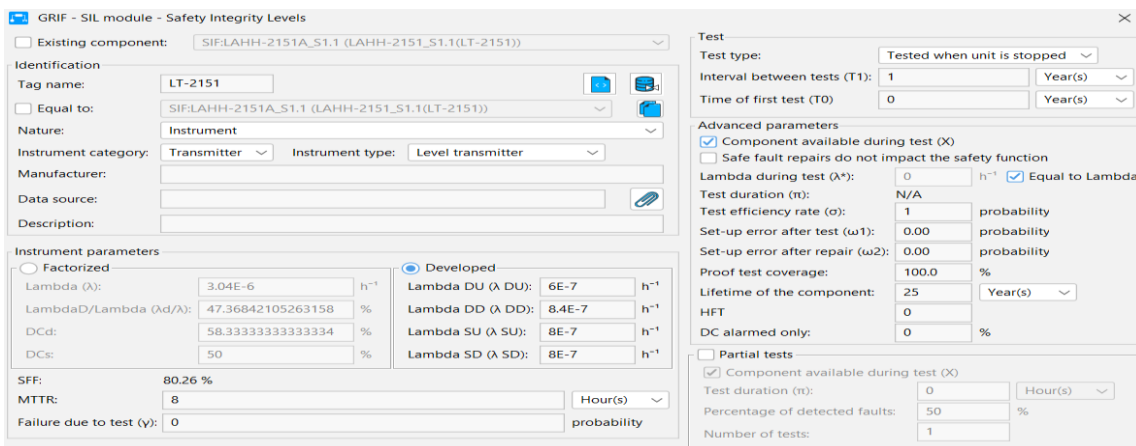 GRIF - SIL module - Safety Integrity Levels
Existing component: SIF:LAHH-2151A_S1.1 (LAHH-2151_S1.1(LT-2151))
Identification
Tag name: LT-2151
Equal to: SIF:LAHH-2151A_S1.1 (LAHH-2151_S1.1(LT-2151))
Nature: Instrument
Instrument category: Transmitter Instrument type: Level transmitter
Manufacturer:
Data source:
Description:
Instrument parameters
Factorized
Lambda (λ): 3.04E-6 h⁻¹
LambdaD/Lambda (λd/λ): 47.36842105263158 %
DCd: 58.33333333333334 %
DCs: 50 %
Developed
Lambda DU (λ DU): 6E-7 h⁻¹
Lambda DD (λ DD): 8.4E-7 h⁻¹
Lambda SU (λ SU): 8E-7 h⁻¹
Lambda SD (λ SD): 8E-7 h⁻¹
SFF: 80.26 %
MTTR: 8 Hour(s)
Failure due to test (γ): 0 probability
Test
Test type: Tested when unit is stopped
Interval between tests (T1): 1 Year(s)
Time of first test (T0) 0 Year(s)
Advanced parameters
Component available during test (X)
Safe fault repairs do not impact the safety function
Lambda during test (λ*): 0 h⁻¹ Equal to Lambda
Test duration (π): N/A
Test efficiency rate (σ): 1 probability
Set-up error after test (ω1): 0.00 probability
Set-up error after repair (ω2): 0.00 probability
Proof test coverage: 100.0 %
Lifetime of the component: 25 Year(s)
HFT 0
DC alarmed only: 0 %
Partial tests
Component available during test (X)
Test duration (π): 0 Hour(s)
Percentage of detected faults: 50 %
Number of tests: 1